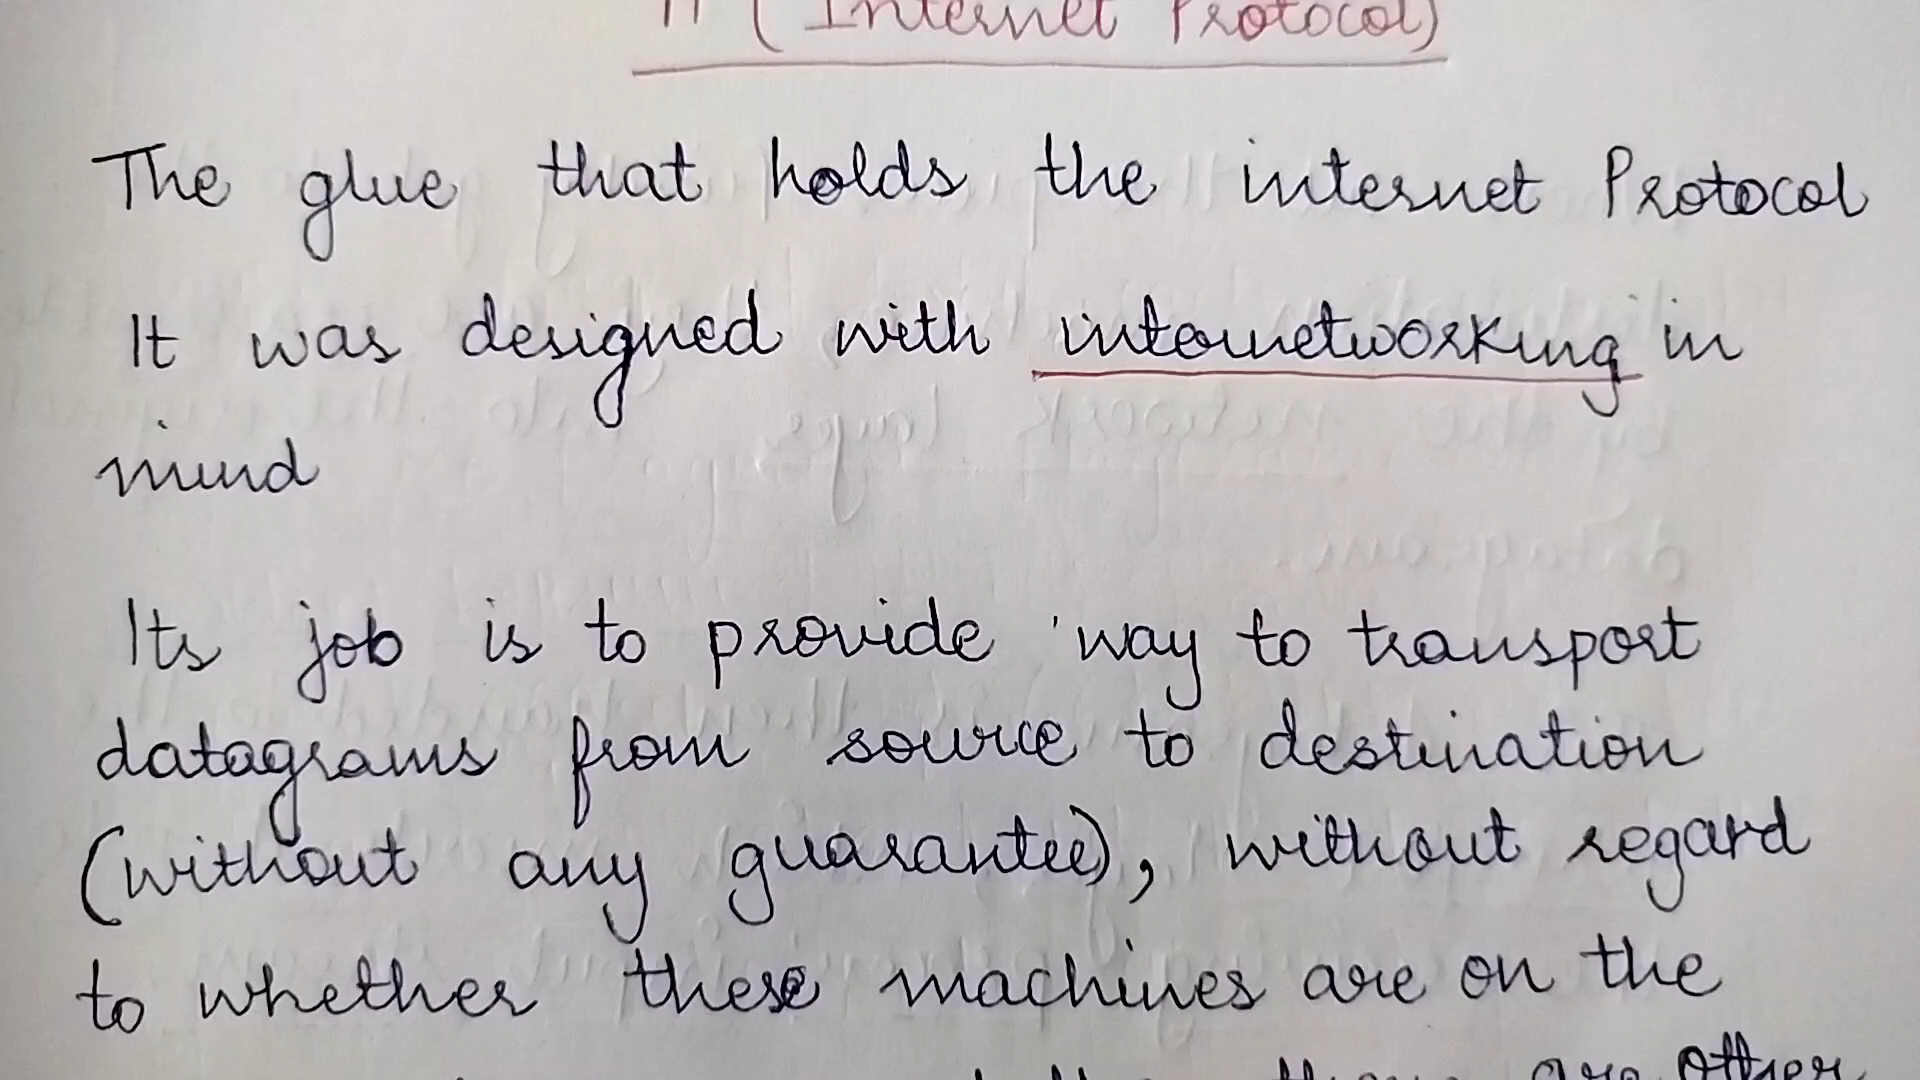 (Internet Protocol)
The glue that holds the internet Protocol
It was designed with internetworking in
mind
Its job is to provide way to transport
datagrams from source to destination
(without any guarantee), without regard
to whether these machines are on the
are other